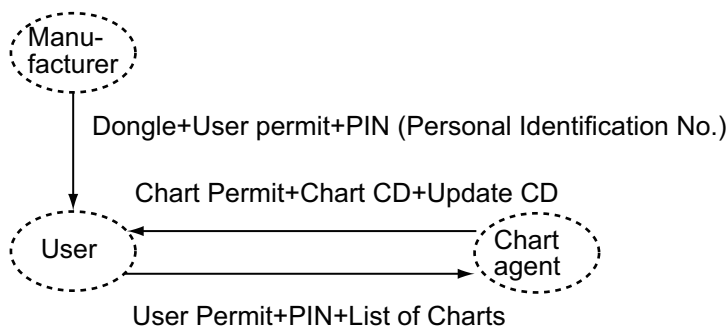 Manu-
facturer
Dongle+User permit+PIN (Personal Identification No.)
Chart Permit+Chart CD+Update CD
User
Chart
agent
User Permit+PIN+List of Charts